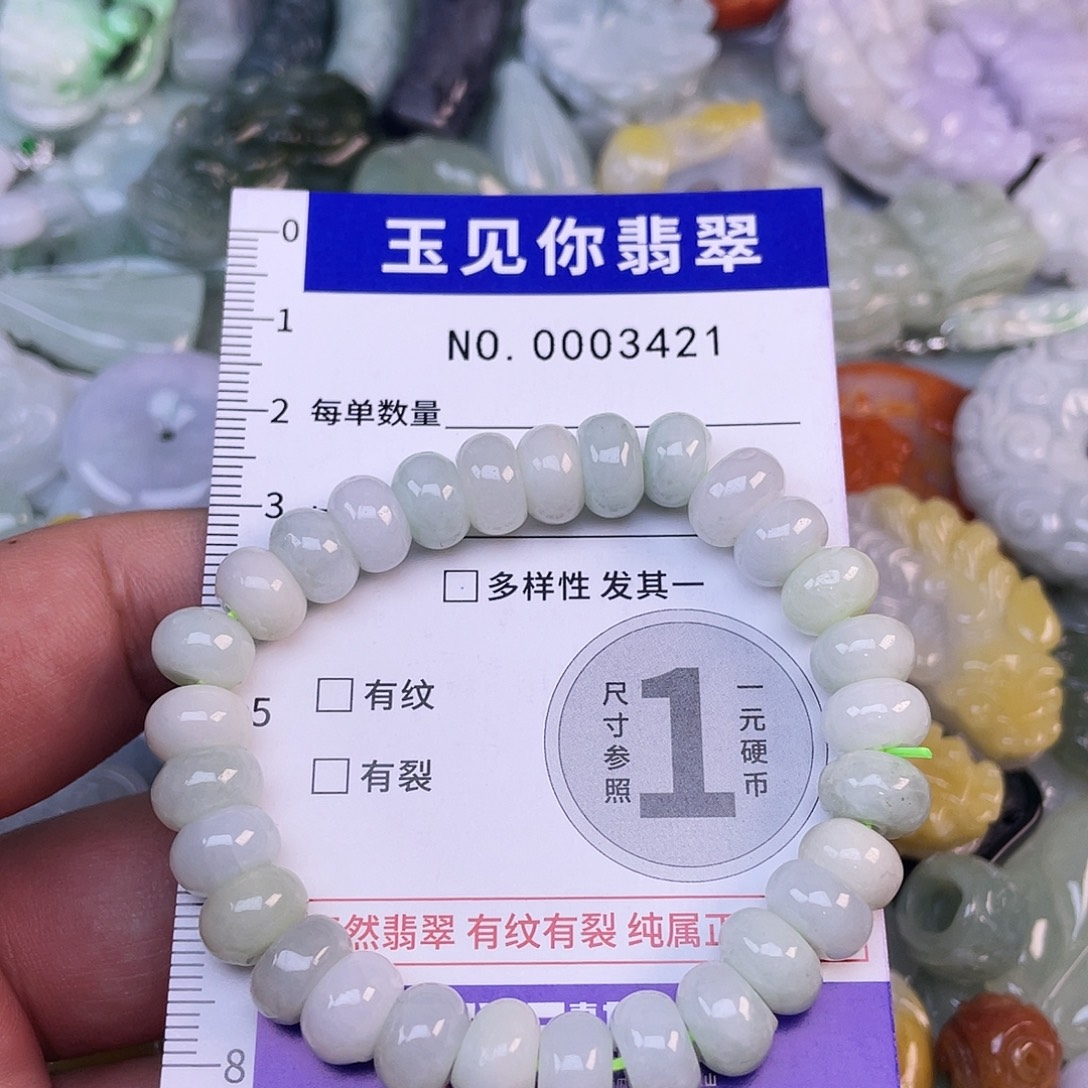 玉见你翡翠
0
NO. 0003421
1
2 每单数量
3
□多样性 发其一
5
□有纹
□有裂
尺寸参照
1
一元硬币
然翡翠 有纹有裂 纯属正
8